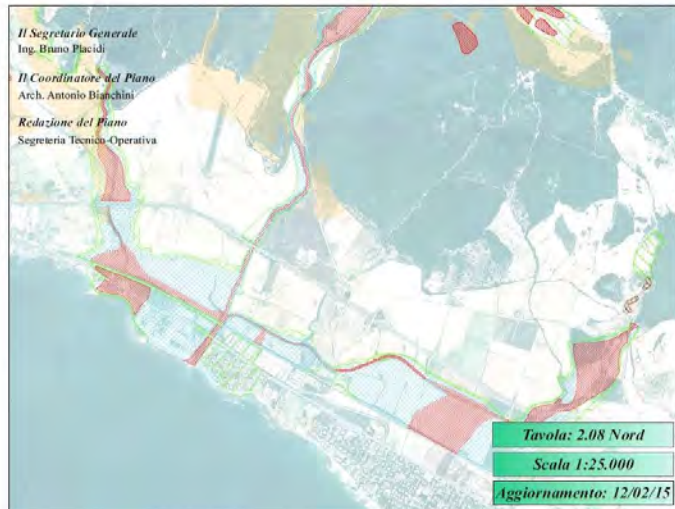 Il Segretario Generale
Ing. Bruno Placidi
Il Coordinatore del Piano
Arch. Antonio Bianchini
Redazione del Piano
Segreteria Tecnico-Operativa
Tavola: 2.08 Nord
Scala 1:25.000
Aggiornamento: 12/02/15